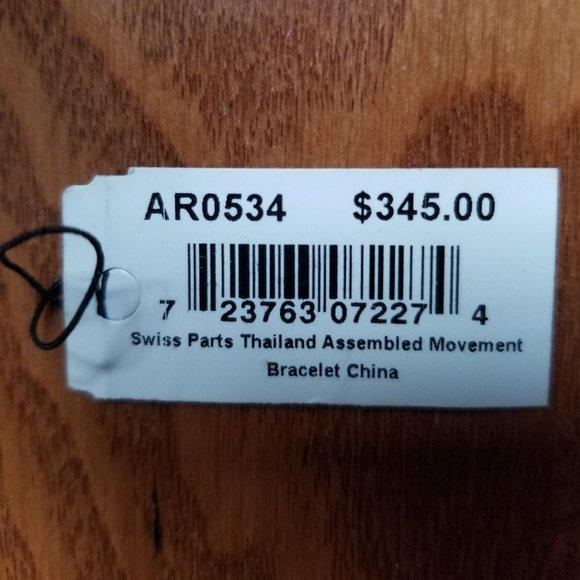 AR0534 $345.00
7 23763 07227 4
Swiss Parts Thailand Assembled Movement
Bracelet China